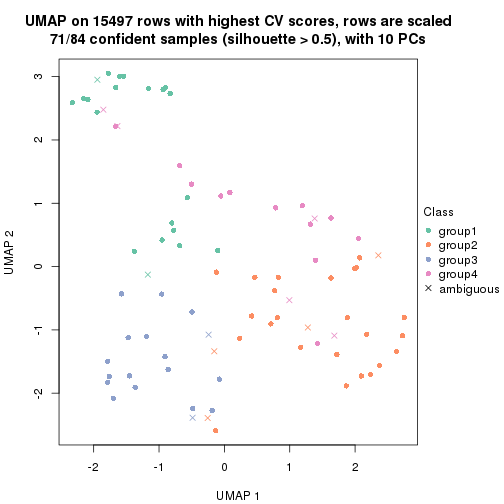 UMAP on 15497 rows with highest CV scores, rows are scaled
71/84 confident samples (silhouette > 0.5), with 10 PCs
3
2
1
0
-1
-2
UMAP 2
-2
-1
0
1
2
UMAP 1
Class
group1
group2
group3
group4
ambiguous